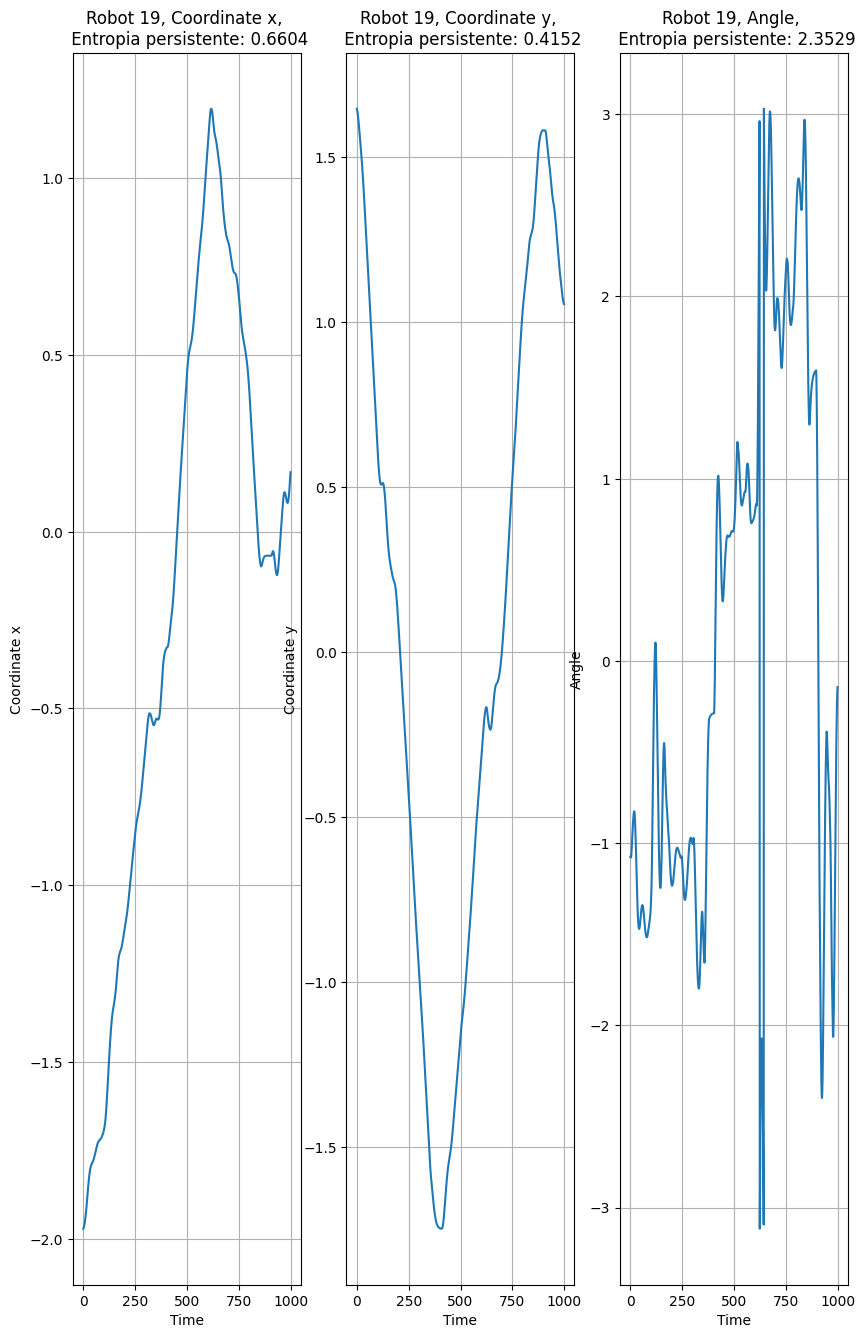 Robot 19, Coordinate x,
Entropia persistente: 0.6604
Coordinate x
1.0
0.5
0.0
−0.5
−1.0
−1.5
−2.0
0 250 500 750 1000
Time
Robot 19, Coordinate y,
Entropia persistente: 0.4152
Coordinate y
1.5
1.0
0.5
0.0
−0.5
−1.0
−1.5
0 250 500 750 1000
Time
Robot 19, Angle,
Entropia persistente: 2.3529
Angle
3
2
1
0
−1
−2
−3
0 250 500 750 1000
Time